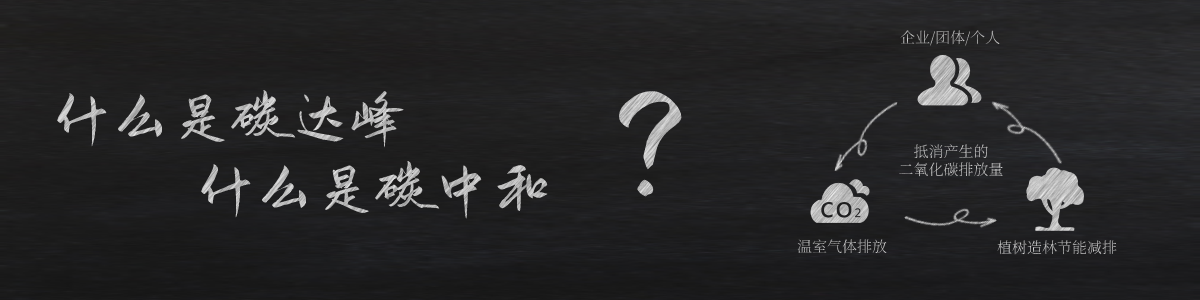 什么是碳达峰
什么是碳中和
?
企业/团体/个人
抵消产生的
二氧化碳排放量
CO₂
温室气体排放
植树造林节能减排